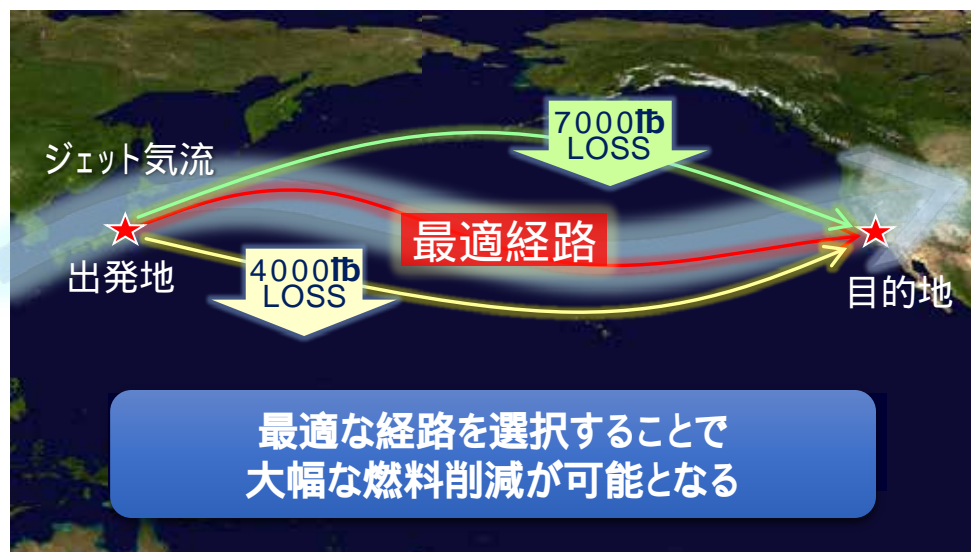 7000lb
LOSS
ジェット気流
最適経路
出発地
4000lb
LOSS
目的地
最適な経路を選択することで
大幅な燃料削減が可能となる